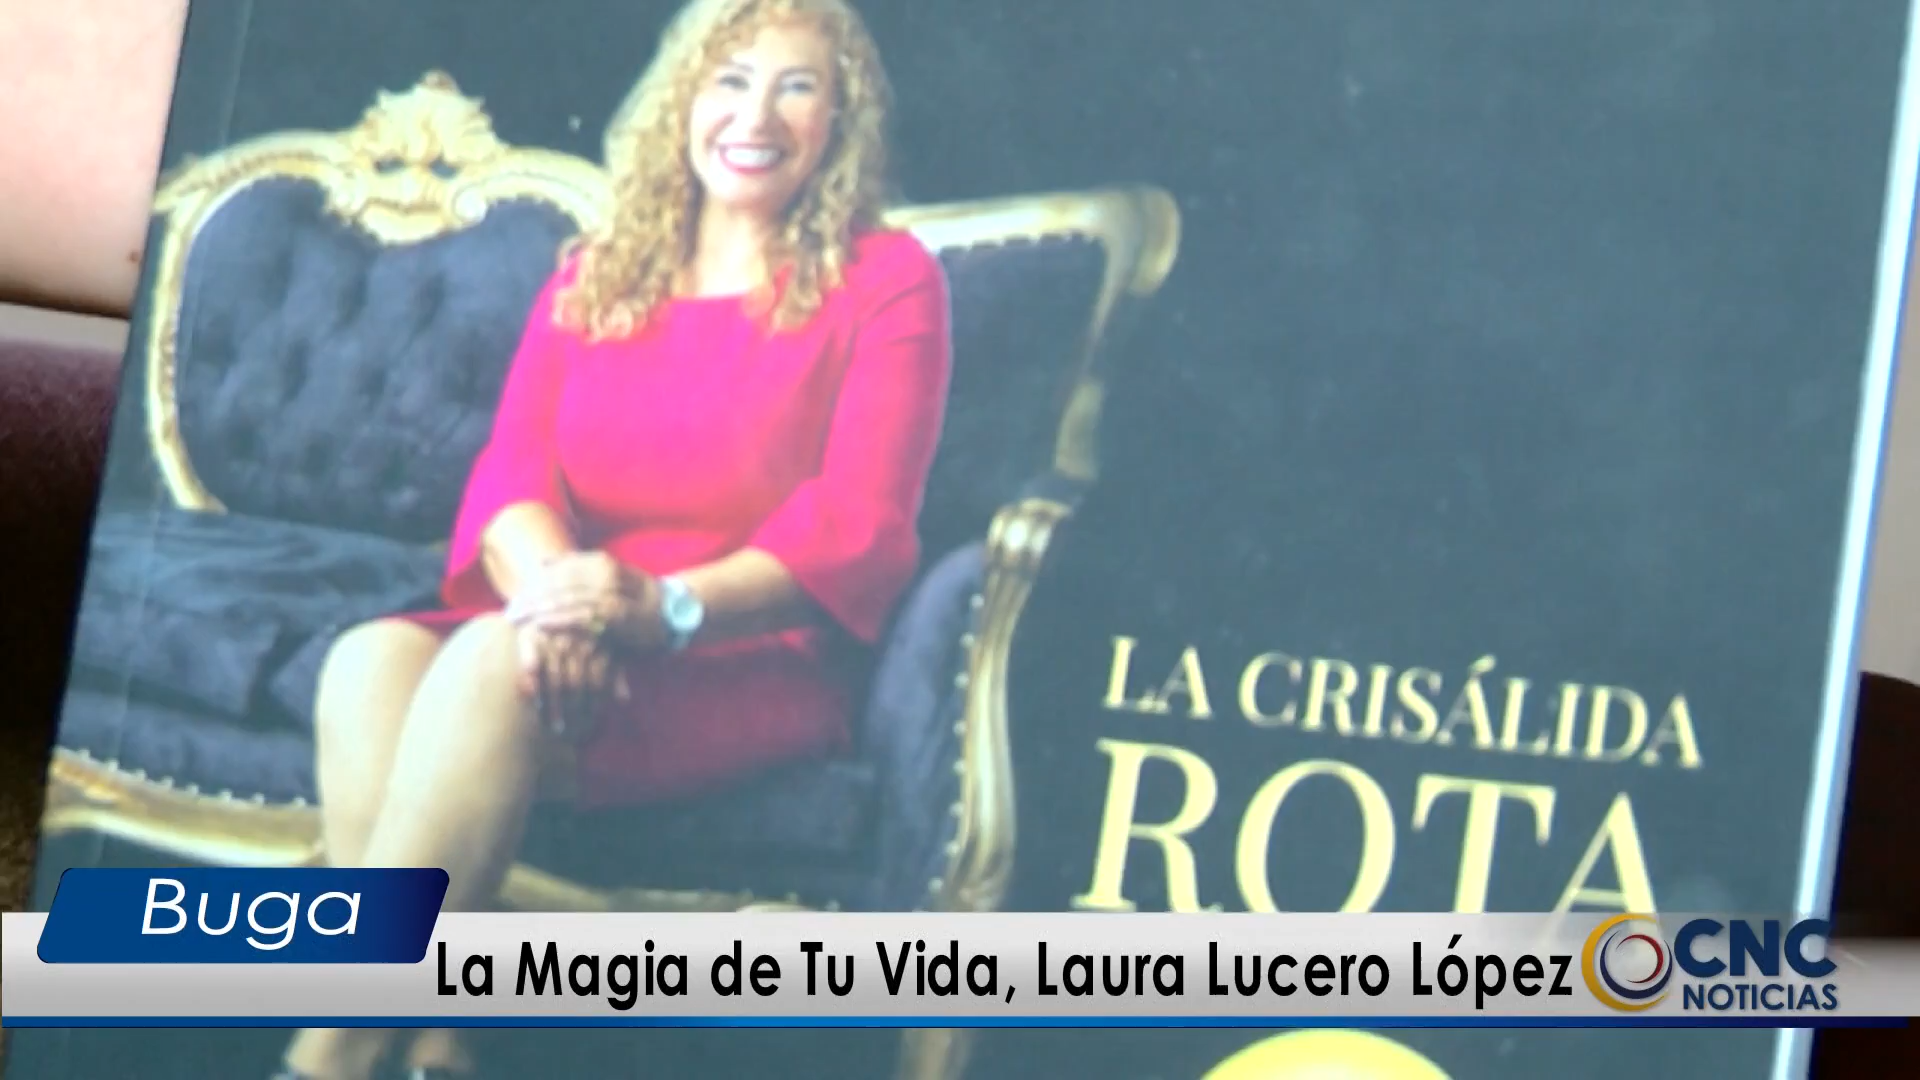 LA CRISÁLIDA
ROTA
Buga
La Magia de Tu Vida, Laura Lucero López
CNC
NOTICIAS